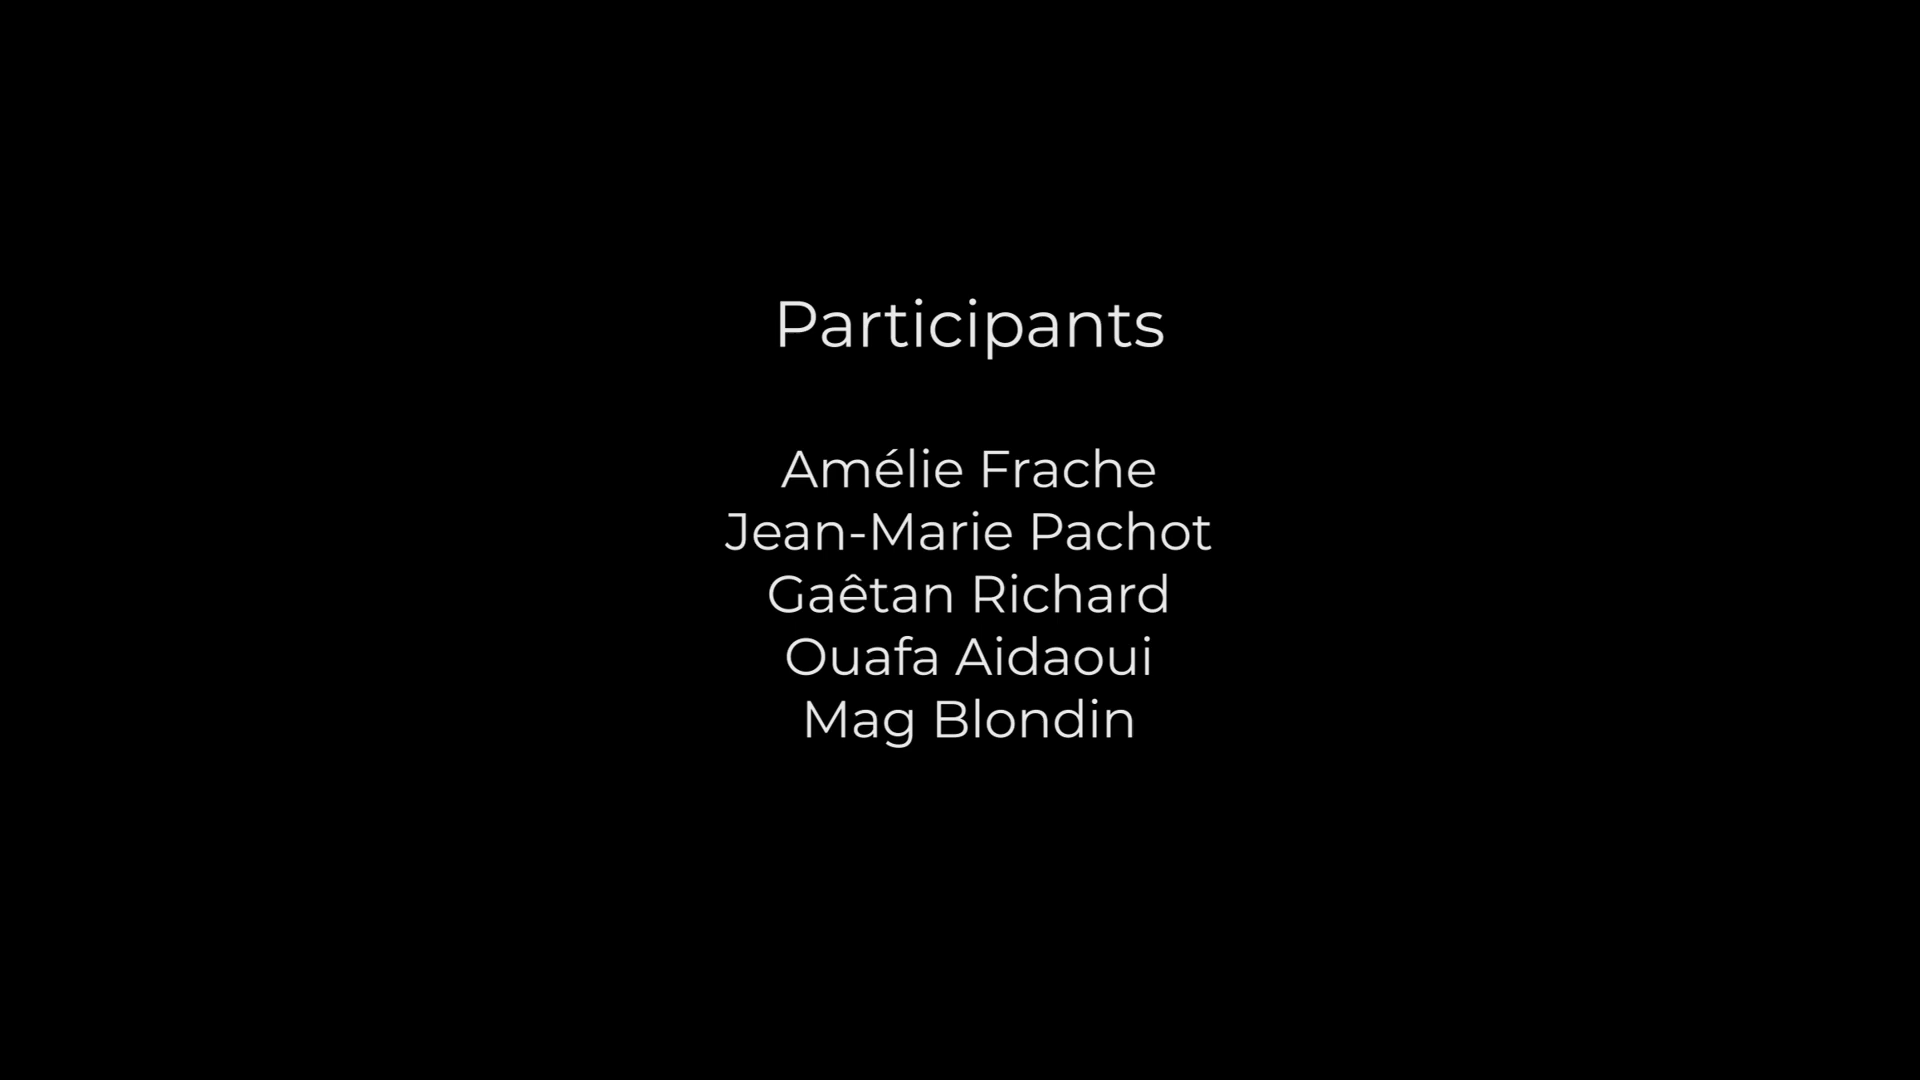 Participants
Amélie Frache
Jean-Marie Pachot
Gaêtan Richard
Ouafa Aidaoui
Mag Blondin